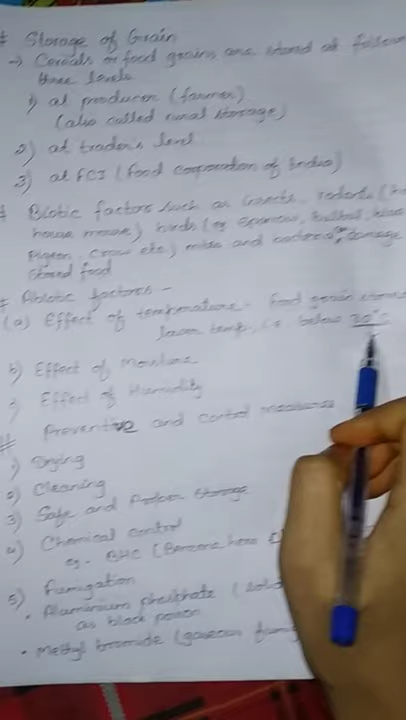 # Storage of Grain
→ Cereals or food grains are stored at
three levels
1) at producer (farmer)
(also called rural storage)
2) at trader's level
3) at FCI (Food corporation of India)
# Biotic factors such as insects, rodents (
house mouse) birds (or sparrow, bulbul,
Pigeon, crow etc) mites and bacteria damage
stored food
# Abiotic factors -
(a) Effect of temperature - food grain
lower temp, i.e below 30°C
b) Effect of Moisture
Effect of Humidity
# Preventive and control measures
1) Drying
2) Cleaning
3) Safe and Proper storage
4) Chemical control
eg - BHC (Benzene hexa
5) Fumigation
• Aluminium phosphate (solid
as black poison
• Methyl bromide (gaseous